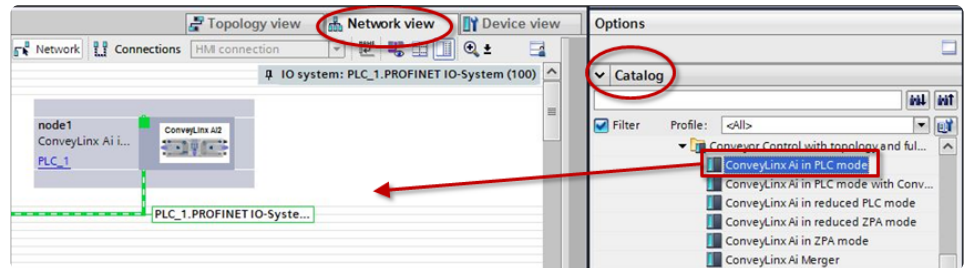 Topology view
Network view
Device view
Options
Network
Connections
HMI connection
IO system: PLC_1.PROFINET IO-System (100)
Catalog
Filter
Profile:
<All>
node1
ConveyLinx Ai i...
PLC_1
ConveyLinx Ai2
PLC_1.PROFINET IO-Syste...
Conveyor Control with topology and ful...
ConveyLinx Ai in PLC mode
ConveyLinx Ai in PLC mode with Conv...
ConveyLinx Ai in reduced PLC mode
ConveyLinx Ai in reduced ZPA mode
ConveyLinx Ai in ZPA mode
ConveyLinx Ai Merger